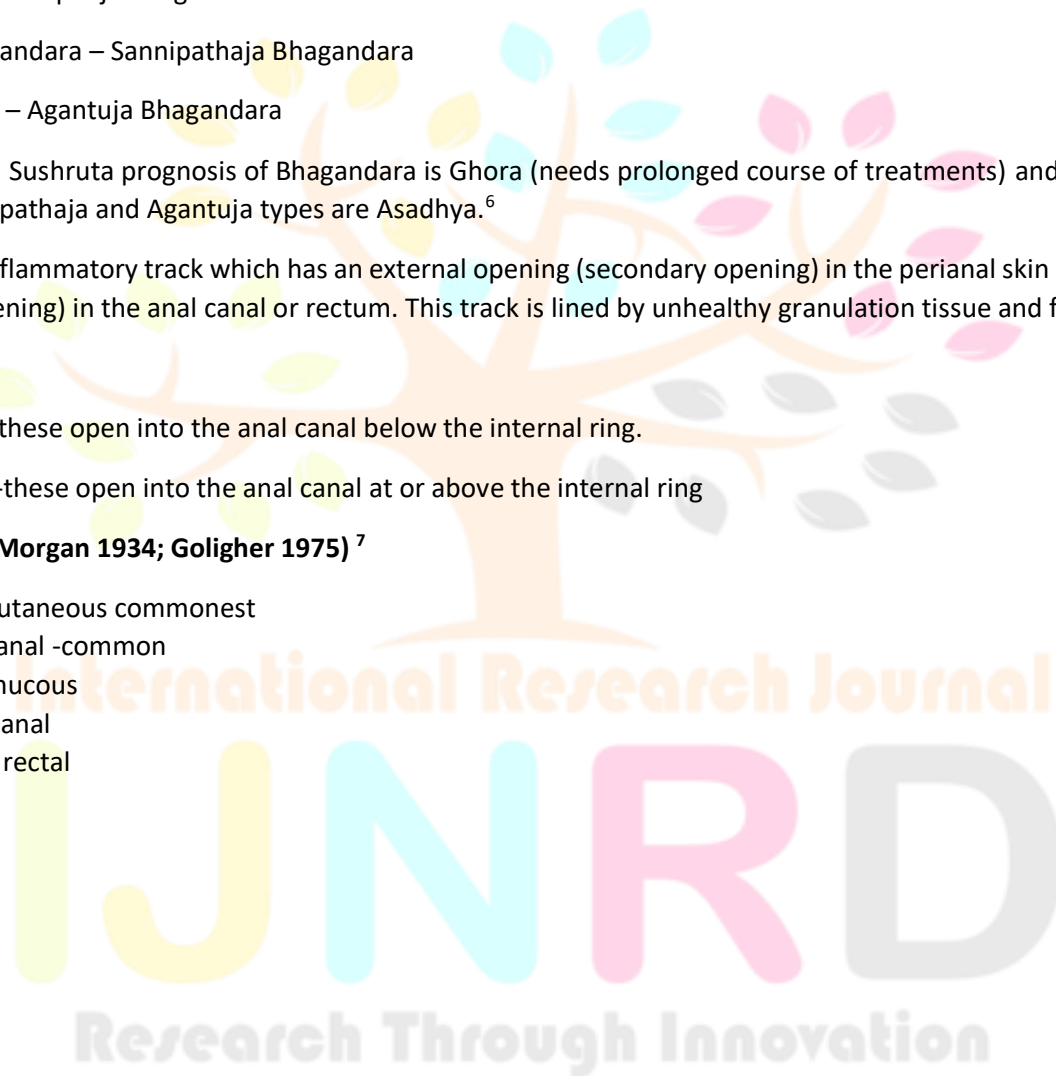 andara – Sannipathaja Bhagandara
– Agantuja Bhagandara
Sushruta prognosis of Bhagandara is Ghora (needs prolonged course of treatments) and
pathaja and Agantuja types are Asadhya.6
flammatory track which has an external opening (secondary opening) in the perianal skin
ening) in the anal canal or rectum. This track is lined by unhealthy granulation tissue and f
these open into the anal canal below the internal ring.
-these open into the anal canal at or above the internal ring
Morgan 1934; Goligher 1975) 7
utaneous commonest
anal -common
mucous
anal
rectal
International Research Journal
IJNRD
Research Through Innovation